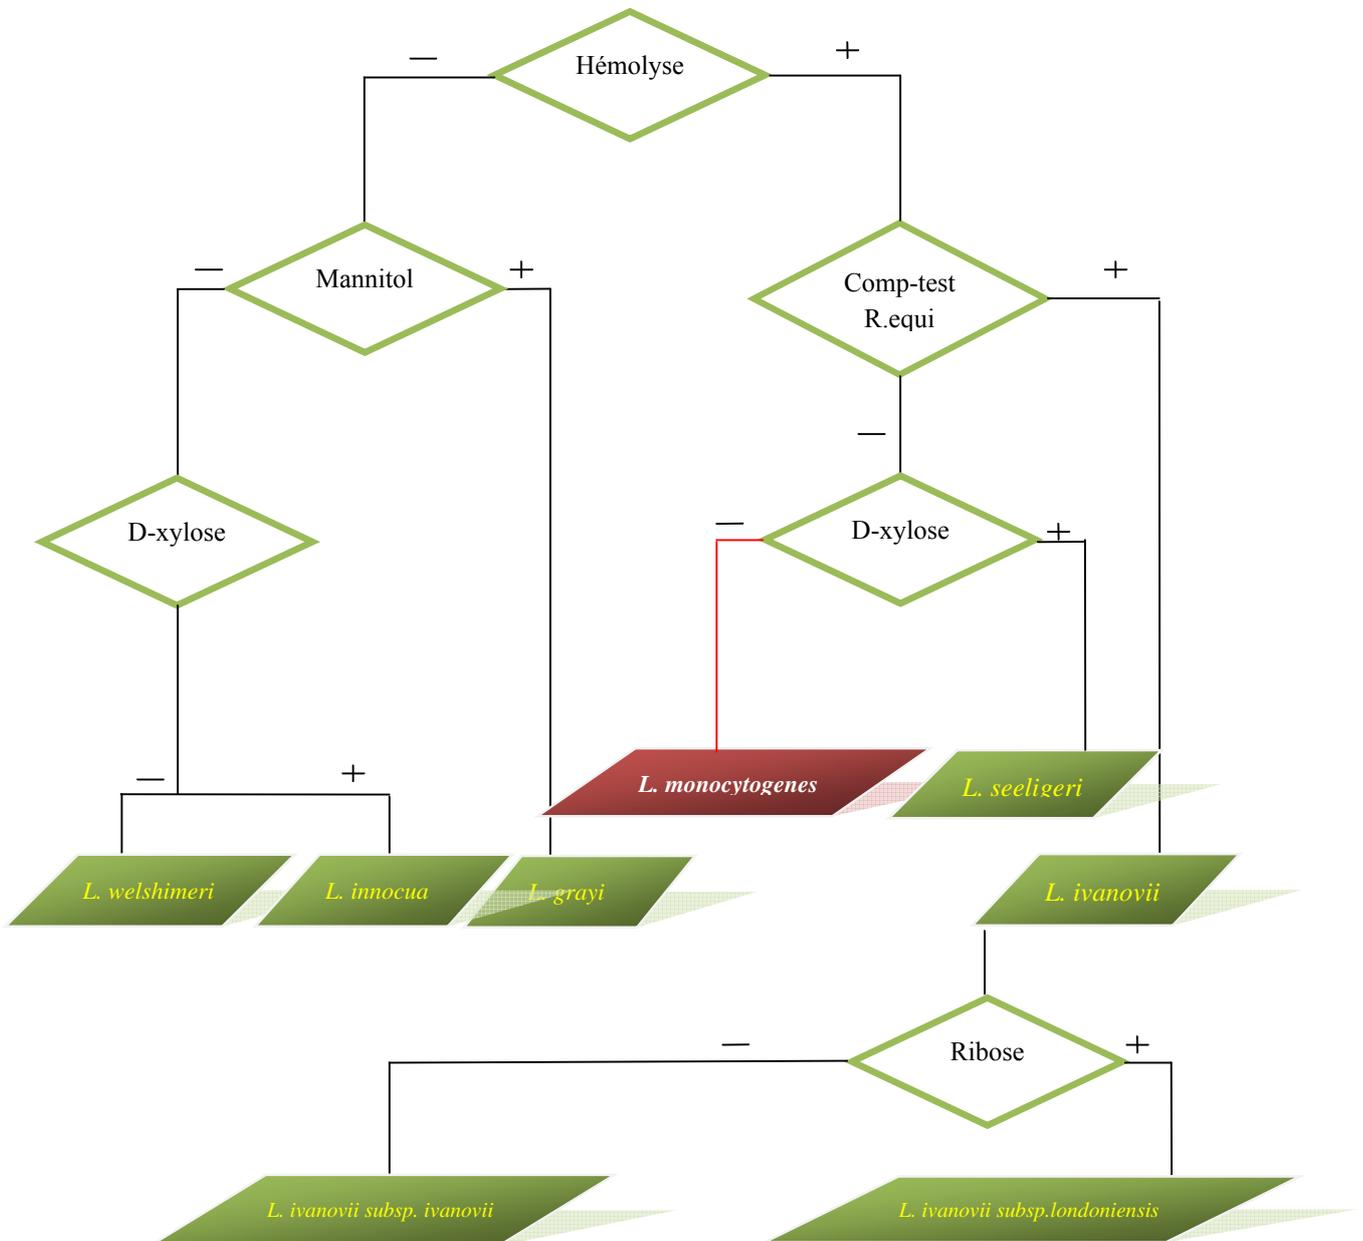 Hémolyse
—
+
Mannitol
—
+
Comp-test
R.equi
+
—
D-xylose
D-xylose
—
+
—
+
L. monocytogenes
L. seeligeri
L. welshimeri
L. innocua
L. grayi
L. ivanovii
Ribose
—
+
L. ivanovii subsp. ivanovii
L. ivanovii subsp.londoniensis